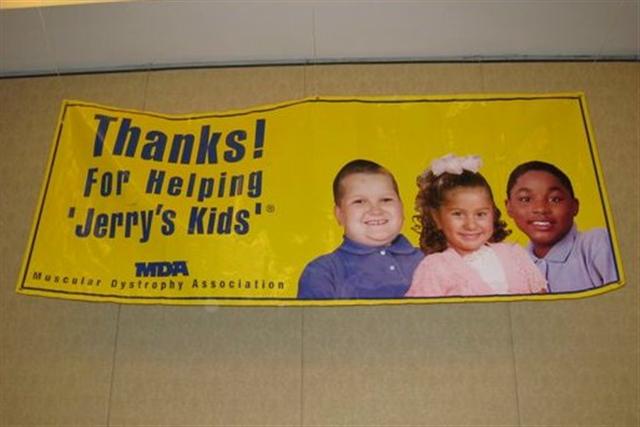 Thanks!
For Helping
'Jerry's Kids'®
MDA
Muscular Dystrophy Association